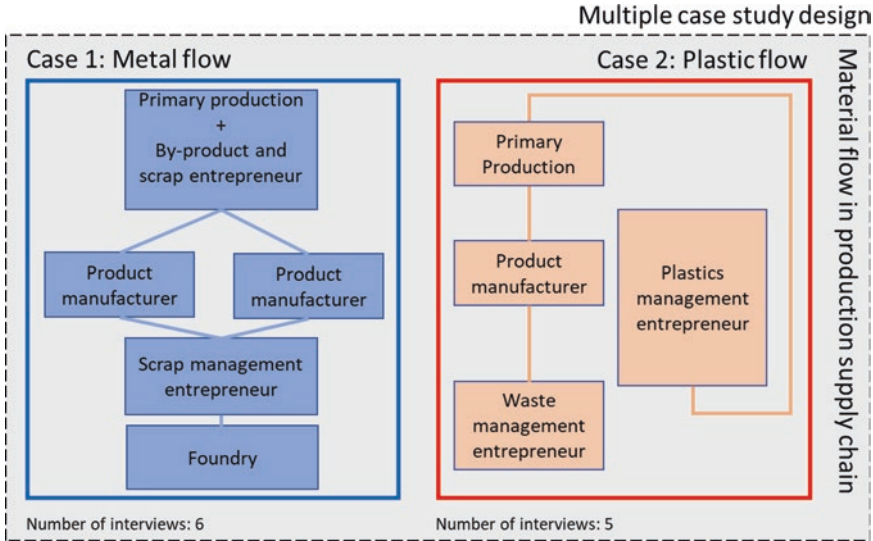 Multiple case study design
Case 1: Metal flow
Primary production
+
By-product and
scrap entrepreneur
Product
manufacturer
Product
manufacturer
Scrap management
entrepreneur
Foundry
Number of interviews: 6
Case 2: Plastic flow
Primary
Production
Product
manufacturer
Waste
management
entrepreneur
Plastics
management
entrepreneur
Number of interviews: 5
Material flow in production supply chain